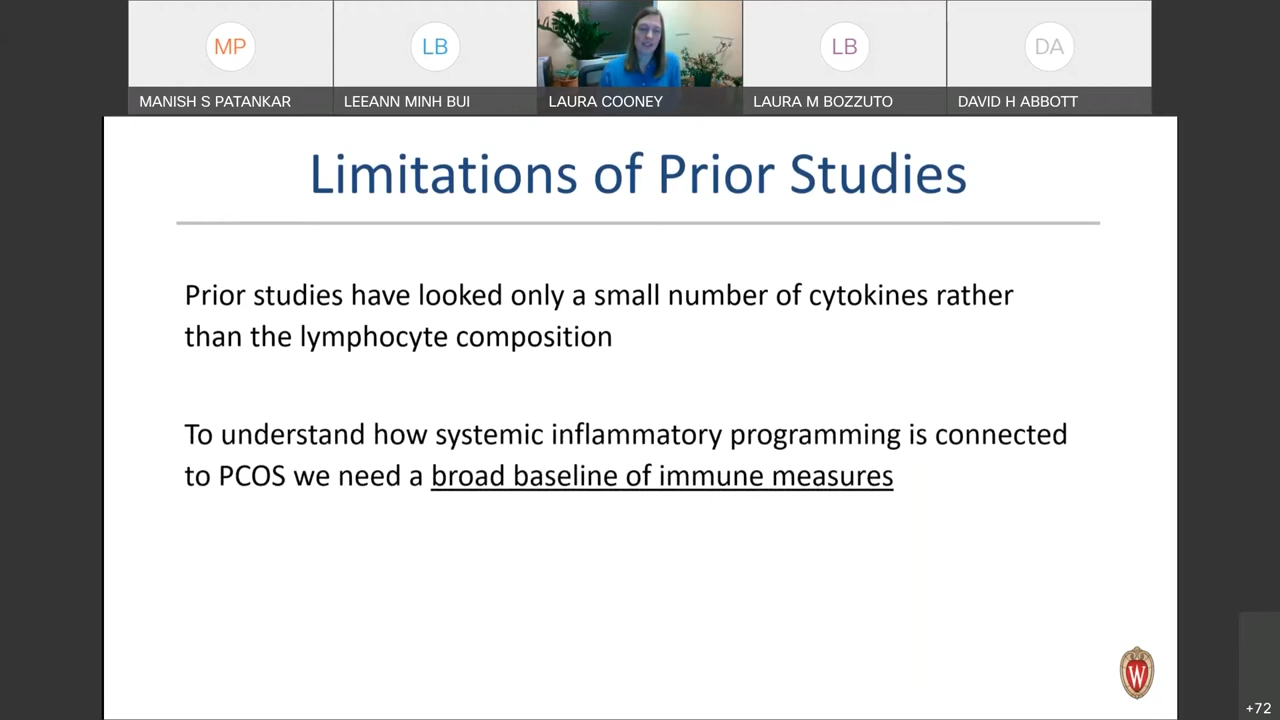 MP
LB
LB
DA
MANISH S PATANKAR
LEEANN MINH BUI
LAURA COONEY
LAURA M BOZZUTO
DAVID H ABBOTT
Limitations of Prior Studies
Prior studies have looked only a small number of cytokines rather
than the lymphocyte composition
To understand how systemic inflammatory programming is connected
to PCOS we need a broad baseline of immune measures
W
+72